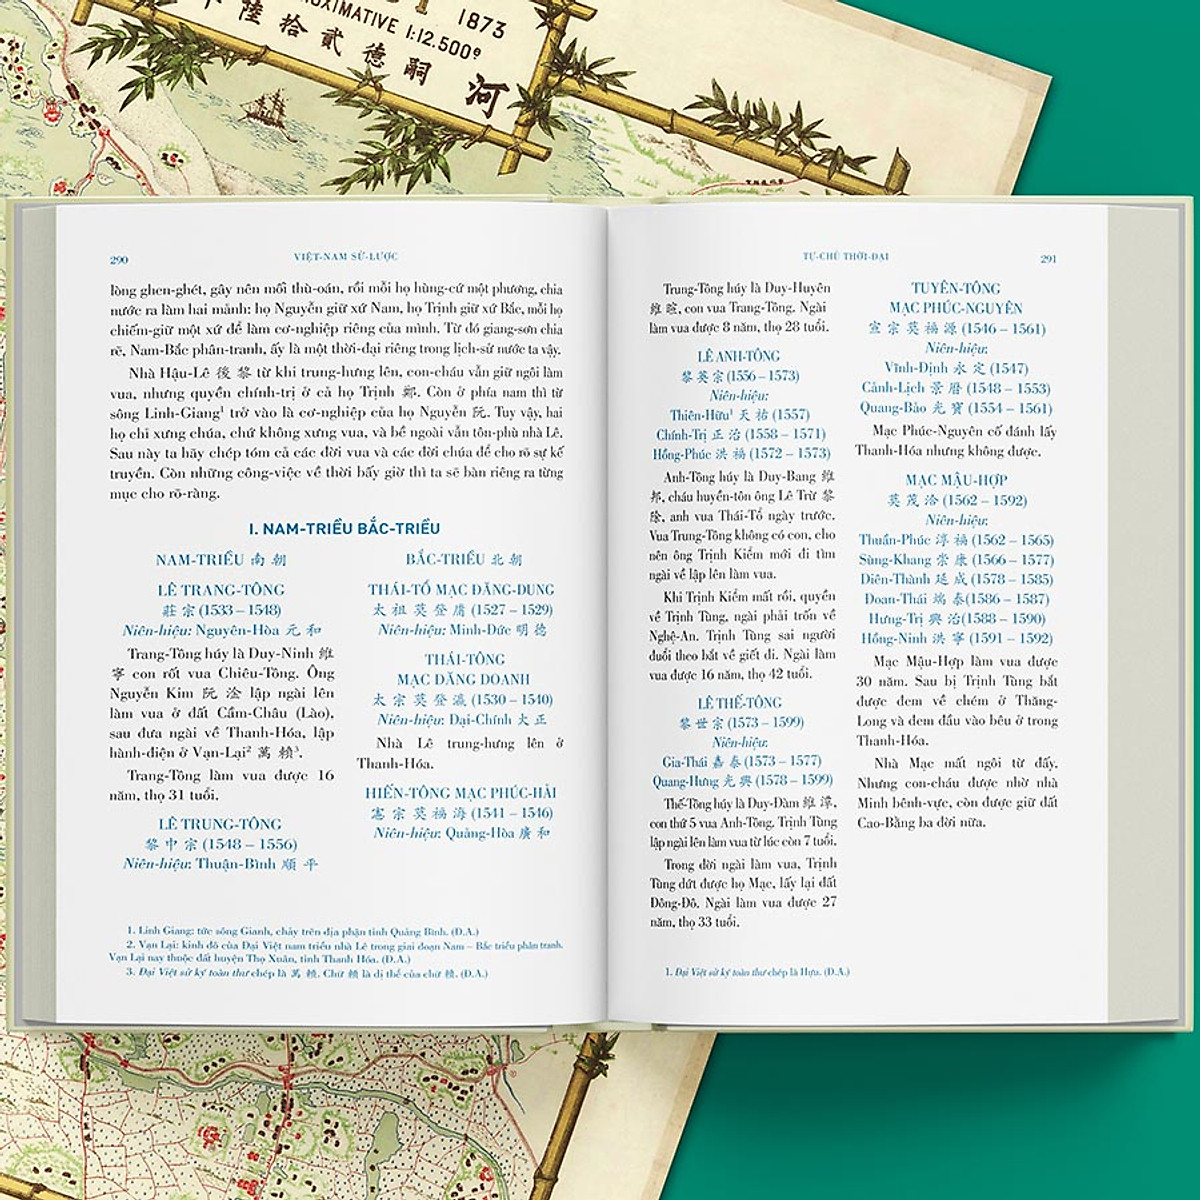 1873
1:12.500e
陸拾貳德嗣
河
290
VIỆT-NAM SỬ-LƯỢC
lòng ghen-ghét, gây nên mối thù-oán, rồi mỗi họ hùng-cứ một phương, chia
nước ra làm hai mảnh: họ Nguyễn giữ xứ Nam, họ Trịnh giữ xứ Bắc, mỗi họ
chiếm-giữ một xứ để làm cơ-nghiệp riêng của mình. Từ đó giang-sơn chia
rẽ, Nam-Bắc phân-tranh, ấy là một thời-đại riêng trong lịch-sử nước ta vậy.
Nhà Hậu-Lê 後黎 từ khi trung-hưng lên, con-cháu vẫn giữ ngôi làm
vua, nhưng quyền chính-trị ở cả họ Trịnh 鄭. Còn ở phía nam thì từ
sông Linh-Giang¹ trở vào là cơ-nghiệp của họ Nguyễn 阮. Tuy vậy, hai
họ chỉ xưng chúa, chứ không xưng vua, và bề ngoài vẫn tôn-phù nhà Lê.
Sau này ta hãy chép tóm cả các đời vua và các đời chúa để cho rõ sự kế
truyền. Còn những công-việc về thời bấy giờ thì ta sẽ bàn riêng ra từng
mục cho rõ-ràng.
I. NAM-TRIỀU BẮC-TRIỀU
NAM-TRIỀU 南朝
LÊ TRANG-TÔNG
莊宗 (1533 – 1548)
Niên-hiệu: Nguyên-Hòa 元和
Trang-Tông húy là Duy-Ninh 維
寧 con rốt vua Chiêu-Tông. Ông
Nguyễn Kim 阮淦 lập ngài lên
làm vua ở đất Cầm-Châu (Lào),
sau đưa ngài về Thanh-Hóa, lập
hành-điện ở Vạn-Lại² 萬賴³.
Trang-Tông làm vua được 16
năm, thọ 31 tuổi.
LÊ TRUNG-TÔNG
黎中宗 (1548 – 1556)
Niên-hiệu: Thuận-Bình 順平
BẮC-TRIỀU 北朝
THÁI-TỔ MẠC ĐĂNG-DUNG
太祖莫登庸 (1527 – 1529)
Niên-hiệu: Minh-Đức 明德
THÁI-TÔNG
MẠC ĐĂNG DOANH
太宗莫登瀛 (1530 – 1540)
Niên-hiệu: Đại-Chính 大正
Nhà Lê trung-hưng lên ở
Thanh-Hóa.
HIẾN-TÔNG MẠC PHÚC-HẢI
憲宗莫福海 (1541 – 1546)
Niên-hiệu: Quảng-Hòa 廣和
1. Linh Giang: tức sông Gianh, chảy trên địa phận tỉnh Quảng Bình. (Đ.A.)
2. Vạn Lại: kinh đô của Đại Việt nam triều nhà Lê trong giai đoạn Nam – Bắc triều phân tranh.
Vạn Lại nay thuộc đất huyện Thọ Xuân, tỉnh Thanh Hóa. (Đ.A.)
TỰ-CHỦ THỜI-ĐẠI
291
Trung-Tông húy là Duy-Huyên
維暄, con vua Trang-Tông. Ngài
làm vua được 8 năm, thọ 28 tuổi.
LÊ ANH-TÔNG
黎英宗 (1556 – 1573)
Niên-hiệu:
Thiên-Hữu¹ 天祐 (1557)
Chính-Trị 正治 (1558 – 1571)
Hồng-Phúc 洪福 (1572 – 1573)
Anh-Tông húy là Duy-Bang 維
邦, cháu huyền-tôn ông Lê Trừ 黎
除, anh vua Thái-Tổ ngày trước.
Vua Trung-Tông không có con, cho
nên ông Trịnh Kiểm mới đi tìm
ngài về lập lên làm vua.
Khi Trịnh Kiểm mất rồi, quyền
về Trịnh Tùng, ngài phải trốn về
Nghệ-An. Trịnh Tùng sai người
đuổi theo bắt về giết đi. Ngài làm
vua được 16 năm, thọ 42 tuổi.
LÊ THẾ-TÔNG
黎世宗 (1573 – 1599)
Niên-hiệu:
Gia-Thái 嘉泰 (1573 – 1577)
Quang-Hưng 光興 (1578 – 1599)
Thế-Tông húy là Duy-Đàm 維潭,
con thứ 5 vua Anh-Tông. Trịnh Tùng
lập ngài lên làm vua từ lúc còn 7 tuổi.
Trong đời ngài làm vua, Trịnh
Tùng dứt được họ Mạc, lấy lại đất
Đông-Đô. Ngài làm vua được 27
năm, thọ 33 tuổi.
TUYÊN-TÔNG
MẠC PHÚC-NGUYÊN
宣宗莫福源 (1546 – 1561)
Niên-hiệu:
Vĩnh-Định 永定 (1547)
Cảnh-Lịch 景曆 (1548 – 1553)
Quang-Bảo 光寶 (1554 – 1561)
Mạc Phúc-Nguyên cố đánh lấy
Thanh-Hóa nhưng không được.
MẠC MẬU-HỢP
莫茂洽 (1562 – 1592)
Niên-hiệu:
Thuần-Phúc 淳福 (1562 – 1565)
Sùng-Khang 崇康 (1566 – 1577)
Diên-Thành 延成 (1578 – 1585)
Đoan-Thái 端泰(1586 – 1587)
Hưng-Trị 興治(1588 – 1590)
Hồng-Ninh 洪寧 (1591 – 1592)
Mạc Mậu-Hợp làm vua được
30 năm. Sau bị Trịnh Tùng bắt
được đem về chém ở Thăng-
Long và đem đầu vào bêu ở trong
Thanh-Hóa.
Nhà Mạc mất ngôi từ đấy.
Nhưng con-cháu được nhờ nhà
Minh bênh-vực, còn được giữ đất
Cao-Bằng ba đời nữa.
1. Đại Việt sử ký toàn thư chép là Hựu. (Đ.A.)